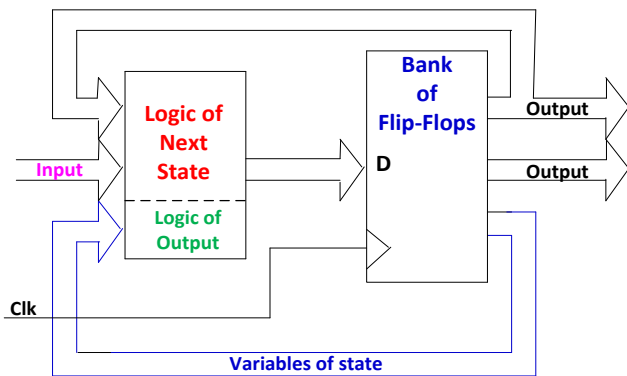 Bank
of
Flip-Flops
Logic of
Next
State
Output
D
Input
Output
Logic of
Output
Clk
Variables of state